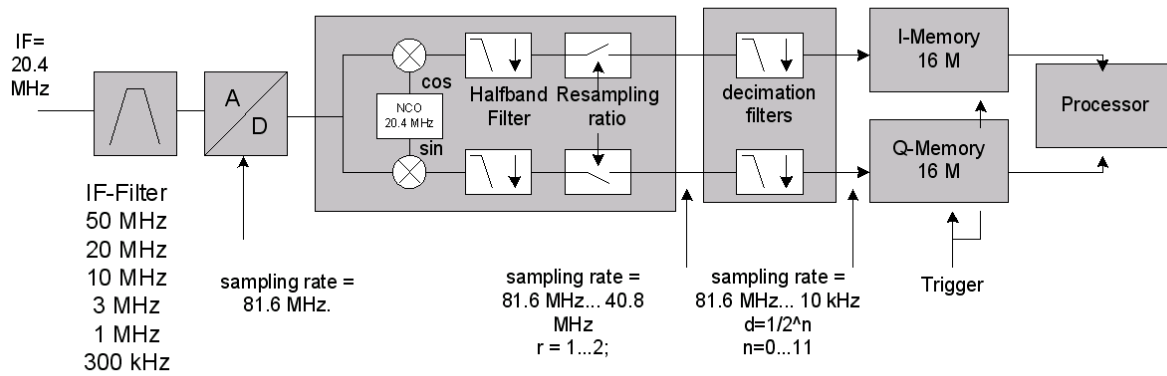 IF=
20.4
MHz
A
D
IF-Filter
50 MHz
20 MHz
10 MHz
3 MHz
1 MHz
300 kHz
sampling rate =
81.6 MHz.
cos
NCO
20.4 MHz
sin
Halfband
Filter
Resampling
ratio
sampling rate =
81.6 MHz... 40.8
MHz
r = 1...2;
decimation
filters
sampling rate =
81.6 MHz... 10 kHz
d=1/2^n
n=0...11
I-Memory
16 M
Q-Memory
16 M
Trigger
Processor